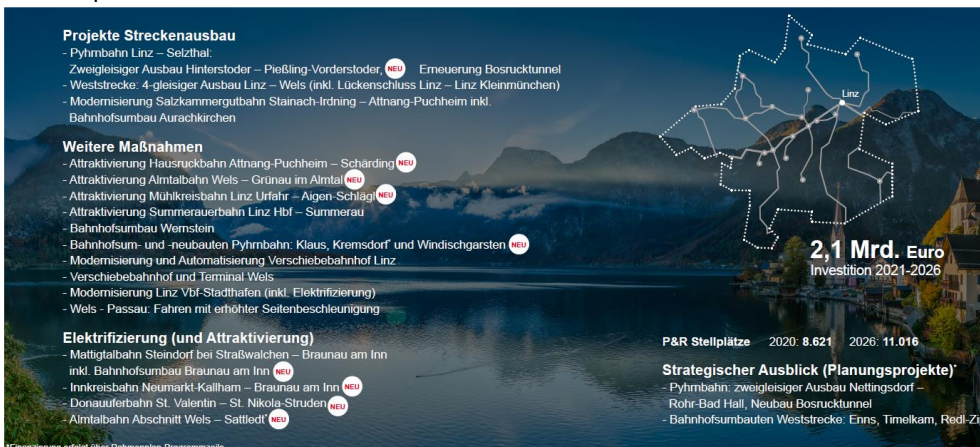 Projekte Streckenausbau
- Pyhrnbahn Linz – Selzthal:
Zweigleisiger Ausbau Hinterstoder – Pießling-Vorderstoder, NEU Erneuerung Bosrucktunnel
- Weststrecke: 4-gleisiger Ausbau Linz – Wels (inkl. Lückenschluss Linz – Linz Kleinmünchen)
- Modernisierung Salzkammergutbahn Stainach-Irdning – Attnang-Puchheim inkl.
Bahnhofsumbau Aurachkirchen
Weitere Maßnahmen
- Attraktivierung Hausruckbahn Attnang-Puchheim – Schärding NEU
- Attraktivierung Almtalbahn Wels – Grünau im Almtal NEU
- Attraktivierung Mühlkreisbahn Linz Urfahr – Aigen-Schlägl NEU
- Attraktivierung Summerauerbahn Linz Hbf – Summerau
- Bahnhofsumbau Wernstein
- Bahnhofsum- und -neubauten Pyhrnbahn: Klaus, Kremsdorf* und Windischgarsten NEU
- Modernisierung und Automatisierung Verschiebebahnhof Linz
- Verschiebebahnhof und Terminal Wels
- Modernisierung Linz Vbf-Stadthafen (inkl. Elektrifizierung)
- Wels - Passau: Fahren mit erhöhter Seitenbeschleunigung
Elektrifizierung (und Attraktivierung)
- Mattigtalbahn Steindorf bei Straßwalchen – Braunau am Inn
inkl. Bahnhofsumbau Braunau am Inn NEU
- Innkreisbahn Neumarkt-Kallham – Braunau am Inn NEU
- Donauuferbahn St. Valentin – St. Nikola-Struden NEU
- Almtalbahn Abschnitt Wels – Sattledt* NEU
*Finanzierung erfolgt über Rahmenplan-Programmzeile
Linz
2,1 Mrd. Euro
Investition 2021-2026
P&R Stellplätze 2020: 8.621 2026: 11.016
Strategischer Ausblick (Planungsprojekte)*
- Pyhrnbahn: zweigleisiger Ausbau Nettingsdorf –
Rohr-Bad Hall, Neubau Bosrucktunnel
- Bahnhofsumbauten Weststrecke: Enns, Timelkam,